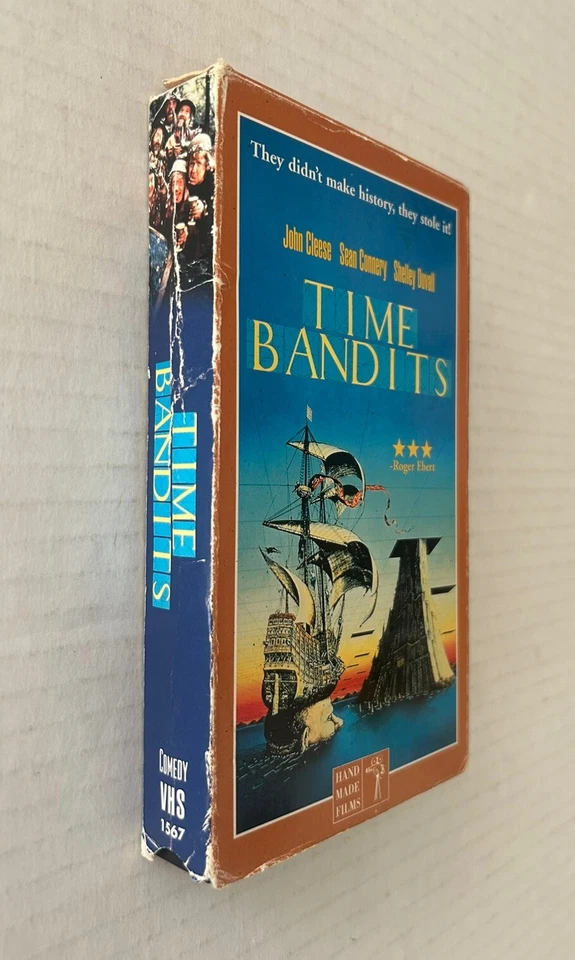 They didn't make history, they stole it!
John Cleese Sean Connery Shelley Duvall
TIME
BANDITS
★★★
-Roger Ebert
HAND
MADE
FILMS
TIME
BANDITS
COMEDY
VHS
1567